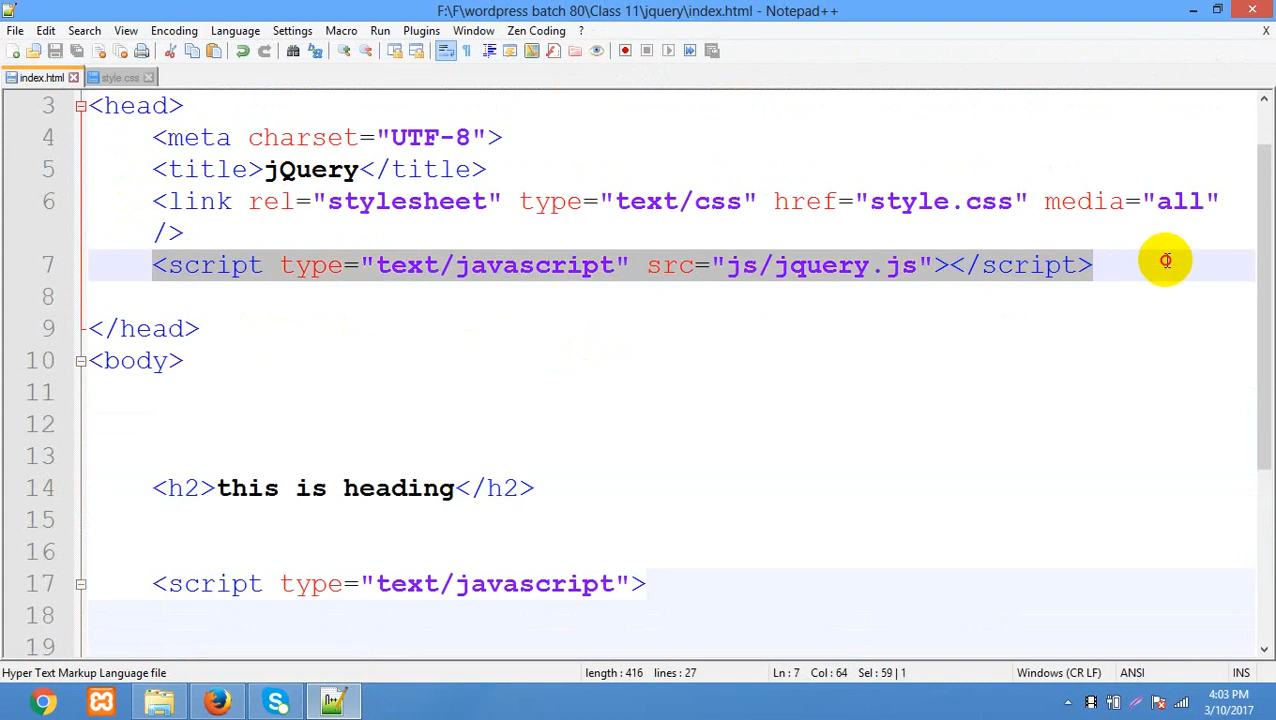 F:\F\wordpress batch 80\Class 11\jquery\index.html - Notepad++
File Edit Search View Encoding Language Settings Macro Run Plugins Window Zen Coding ? X
index.html style.css
3 <head>
4 <meta charset="UTF-8">
5 <title>jQuery</title>
6 <link rel="stylesheet" type="text/css" href="style.css" media="all"
/>
7 <script type="text/javascript" src="js/jquery.js"></script>
8
9 </head>
10 <body>
11
12
13
14 <h2>this is heading</h2>
15
16
17 <script type="text/javascript">
18
19
Hyper Text Markup Language file length : 416 lines : 27 Ln : 7 Col : 64 Sel : 59 | 1 Windows (CR LF) ANSI INS
4:03 PM
3/10/2017